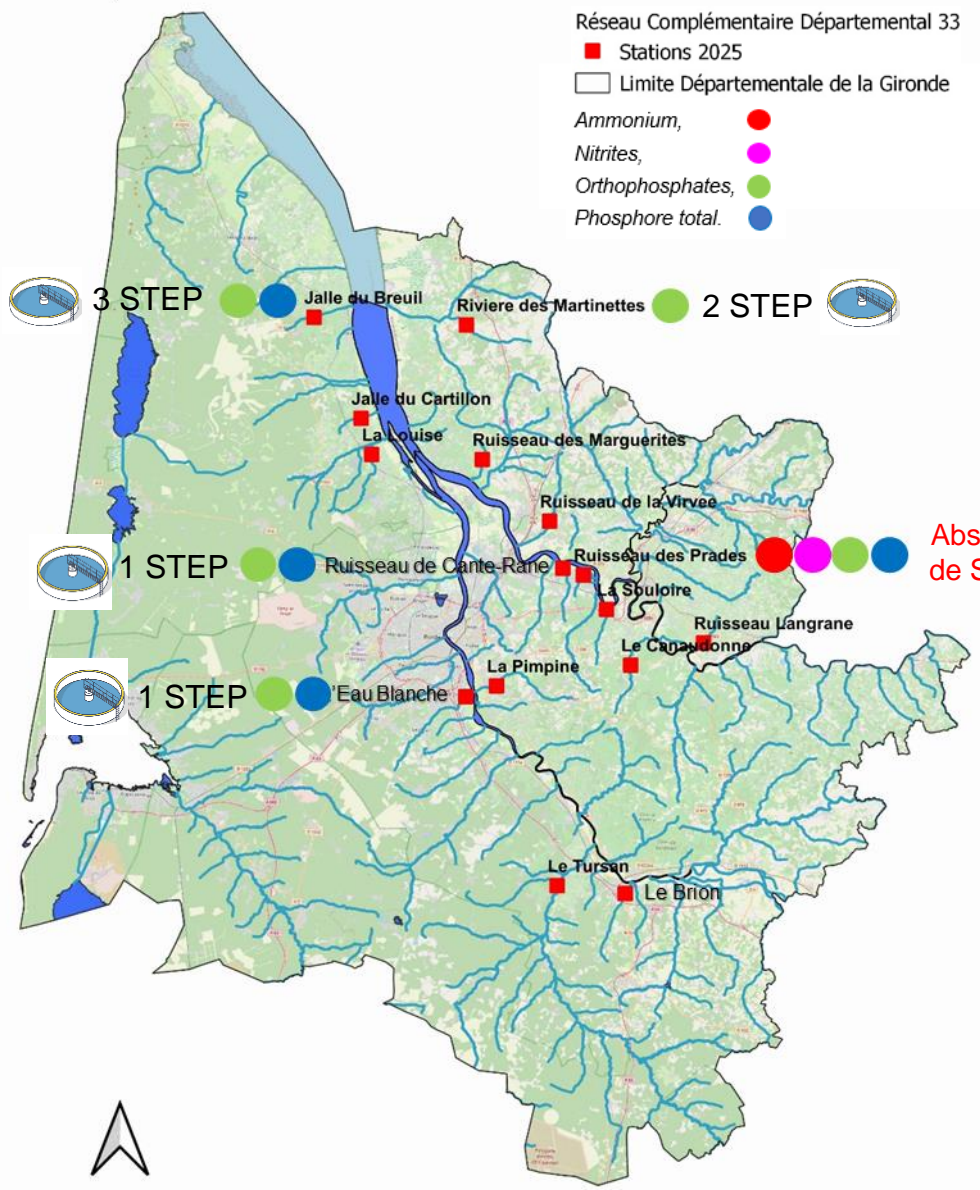 Réseau Complémentaire Départemental 33
Stations 2025
Limite Départementale de la Gironde
Ammonium,
Nitrites,
Orthophosphates,
Phosphore total.
3 STEP
Jalle du Breuil
Riviere des Martinettes
2 STEP
Jalle du Cartillon
La Louise
Ruisseau des Marguerites
Ruisseau de la Virvee
1 STEP
Ruisseau de Cante-Rane
Ruisseau des Prades
Abs
de S
La Souloire
Ruisseau Langrane
Le Canaudonne
La Pimpine
1 STEP
'Eau Blanche
Le Tursan
Le Brion